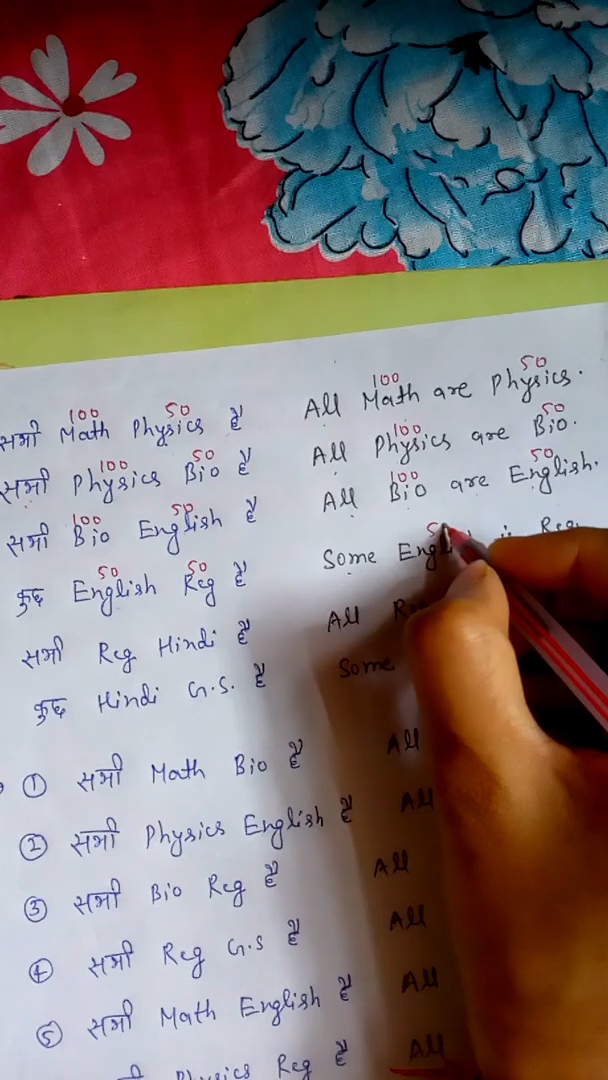 100 50 100 50
सभी Math Physics है All Math are Physics.
100 50 100 50
सभी Physics Bio है All Physics are Bio.
100 50 100 50
सभी Bio English है All Bio are English.
50 50
कुछ English Reg है Some
सभी Reg Hindi है All
कुछ Hindi G.S. है Some
① सभी Math Bio है All
② सभी Physics English है All
③ सभी Bio Reg है All
④ सभी Reg G.S है All
⑤ सभी Math English है All
Physics Reg है All